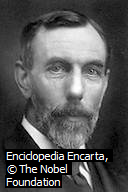 Enciclopedia Encarta,
© The Nobel
Foundation